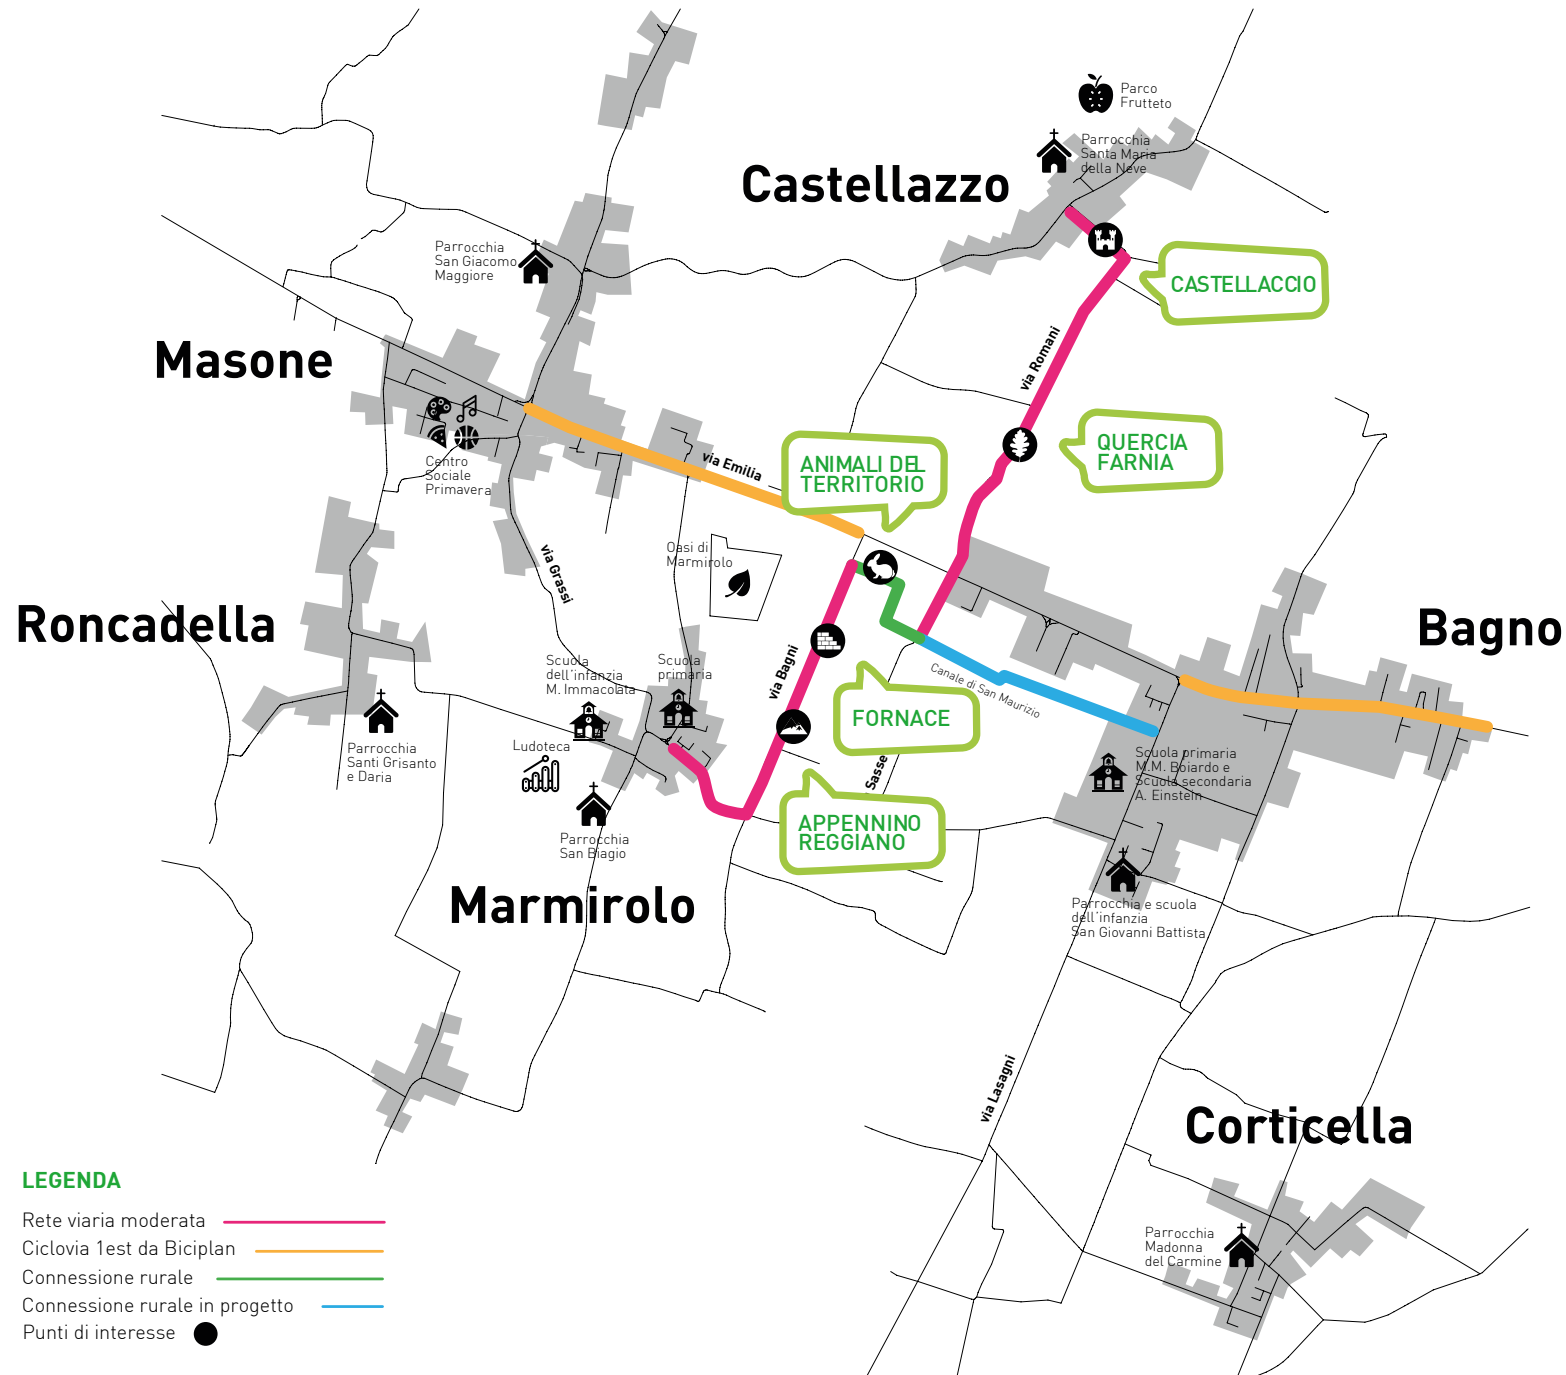 Parco
Frutteto
Parrocchia
Santa Maria
della Neve
Castellazzo
CASTELLACCIO
Parrocchia
San Giacomo
Maggiore
Masone
via Romani
Centro
Sociale
Primavera
via Emilia
ANIMALI DEL
TERRITORIO
QUERCIA
FARNIA
Oasi di
Marmirolo
via Grassi
Roncadella
Bagno
Scuola
dell'infanzia
M. Immacolata
Scuola
primaria
via Bagni
Canale di San Maurizio
FORNACE
Parrocchia
Santi Grisanto
e Daria
Ludoteca
Sasse
Scuola primaria
M.M. Boiardo e
Scuola secondaria
A. Einstein
APPENNINO
REGGIANO
Parrocchia
San Biagio
Marmirolo
Parrocchia e scuola
dell'infanzia
San Giovanni Battista
via Lasagni
Corticella
Parrocchia
Madonna
del Carmine
LEGENDA
Rete viaria moderata
Ciclovia 1est da Biciplan
Connessione rurale
Connessione rurale in progetto
Punti di interesse